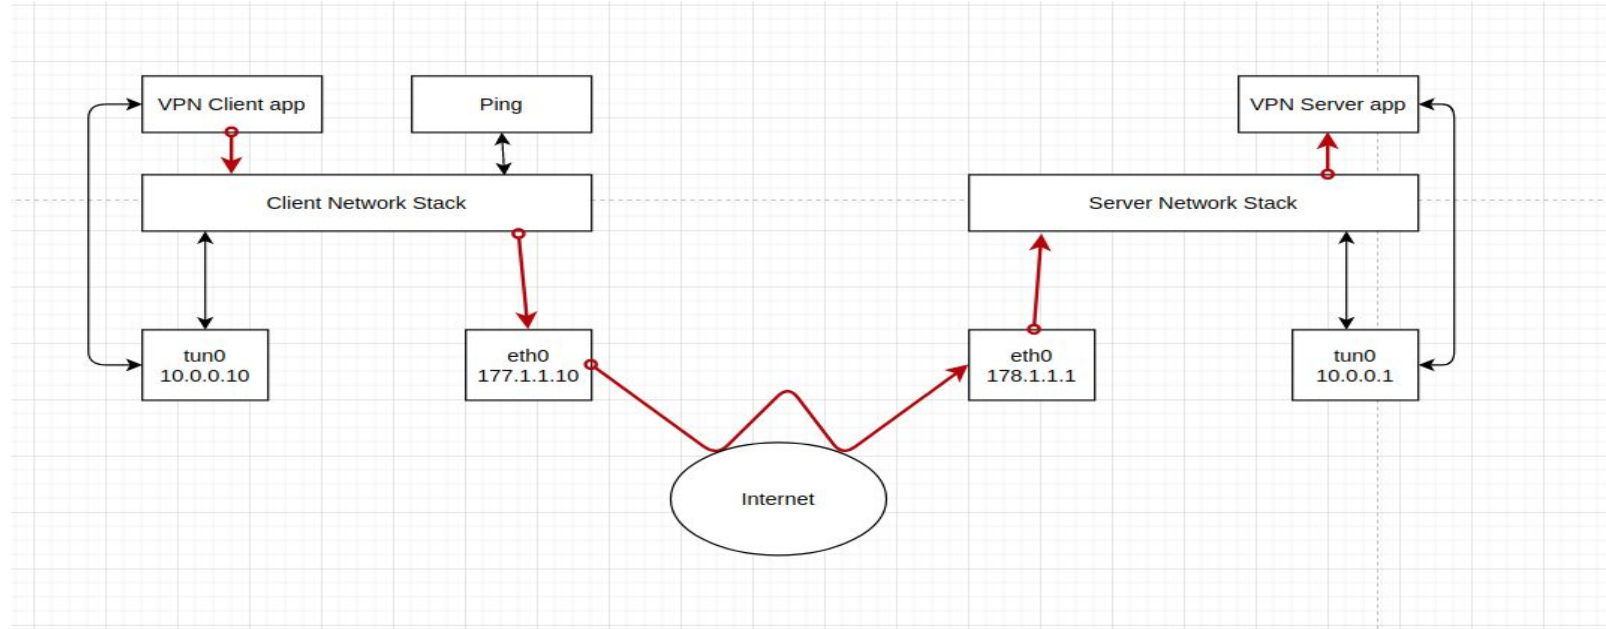 VPN Client app
Ping
VPN Server app
Client Network Stack
Server Network Stack
tun0
10.0.0.10
eth0
177.1.1.10
eth0
178.1.1.1
tun0
10.0.0.1
Internet